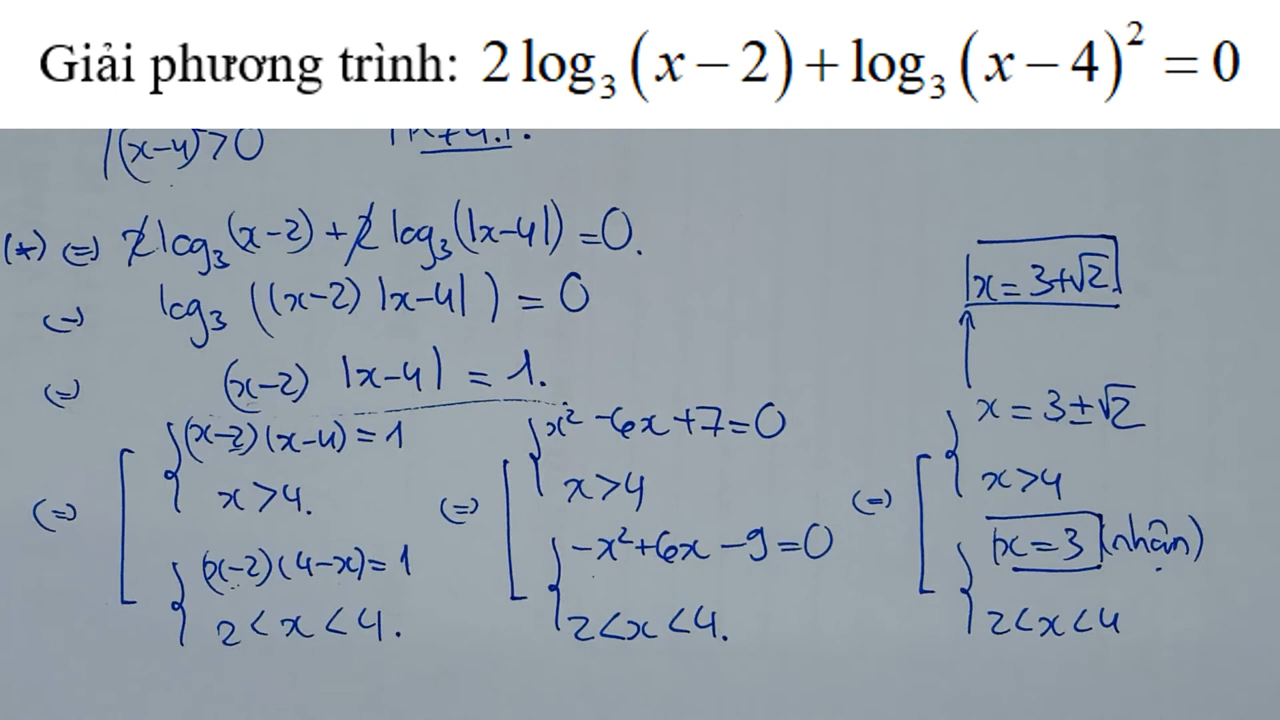 Giải phương trình: 2 log₃ (x − 2) + log₃ (x − 4)² = 0
(x−4)>0
(*) (=) 2log₃(x−2) + 2 log₃(|x−4|) = 0.
(=) log₃ ((x−2) |x−4|) = 0
(=) (x−2) |x−4| = 1.
(=) [ { (x−2)(x−4) = 1
x > 4.
{ (x−2)(4−x) = 1
2 < x < 4.
(=) [ { x² − 6x + 7 = 0
x > 4
{ −x² + 6x − 9 = 0
2 < x < 4.
(=) [ { x = 3 ± √2
x > 4
{ x = 3 (nhận)
2 < x < 4
x = 3 + √2